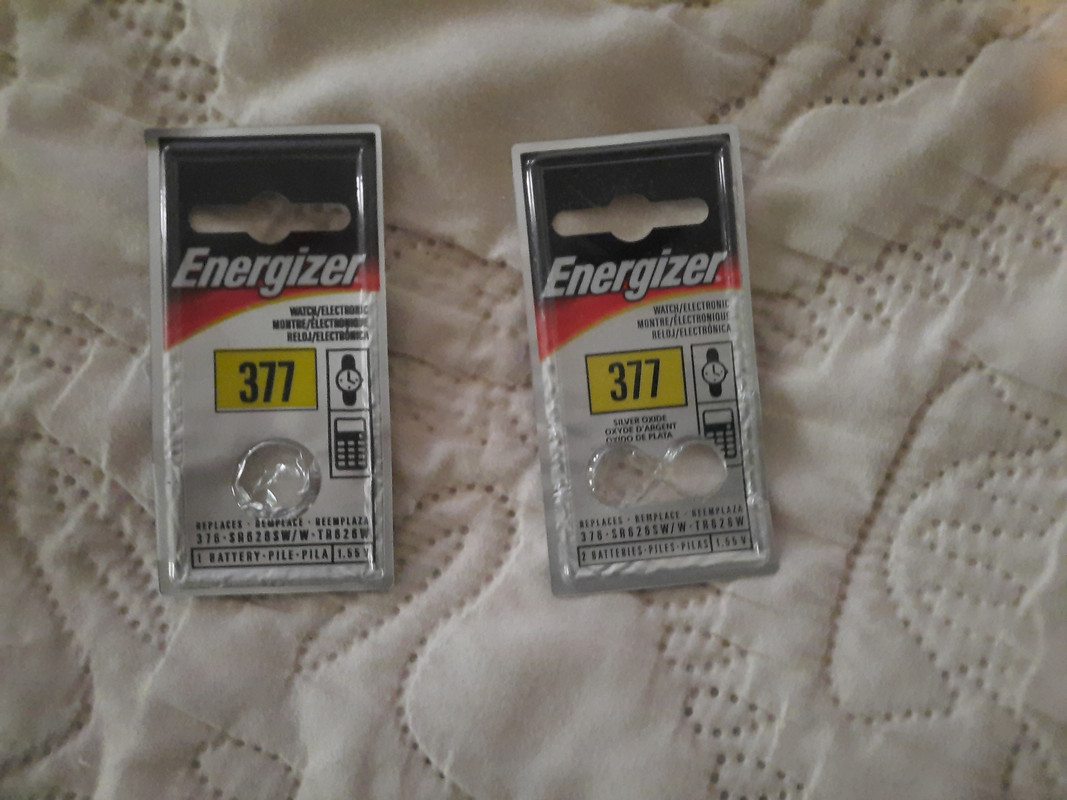 Energizer
WATCH/ELECTRONIC
MONTRE/ÉLECTRONIQUE
RELOJ/ELECTRÓNICA
377
REPLACES · REMPLACE · REEMPLAZA
376·SR626SW/W·TR626W
1 BATTERY·PILE·PILA 1.55 V
Energizer
WATCH/ELECTRONIC
MONTRE/ÉLECTRONIQUE
RELOJ/ELECTRÓNICA
377
SILVER OXIDE
OXYDE D'ARGENT
OXIDO DE PLATA
REPLACES · REMPLACE · REEMPLAZA
376·SR626SW/W·TR626W
2 BATTERIES·PILES·PILAS 1.55 V